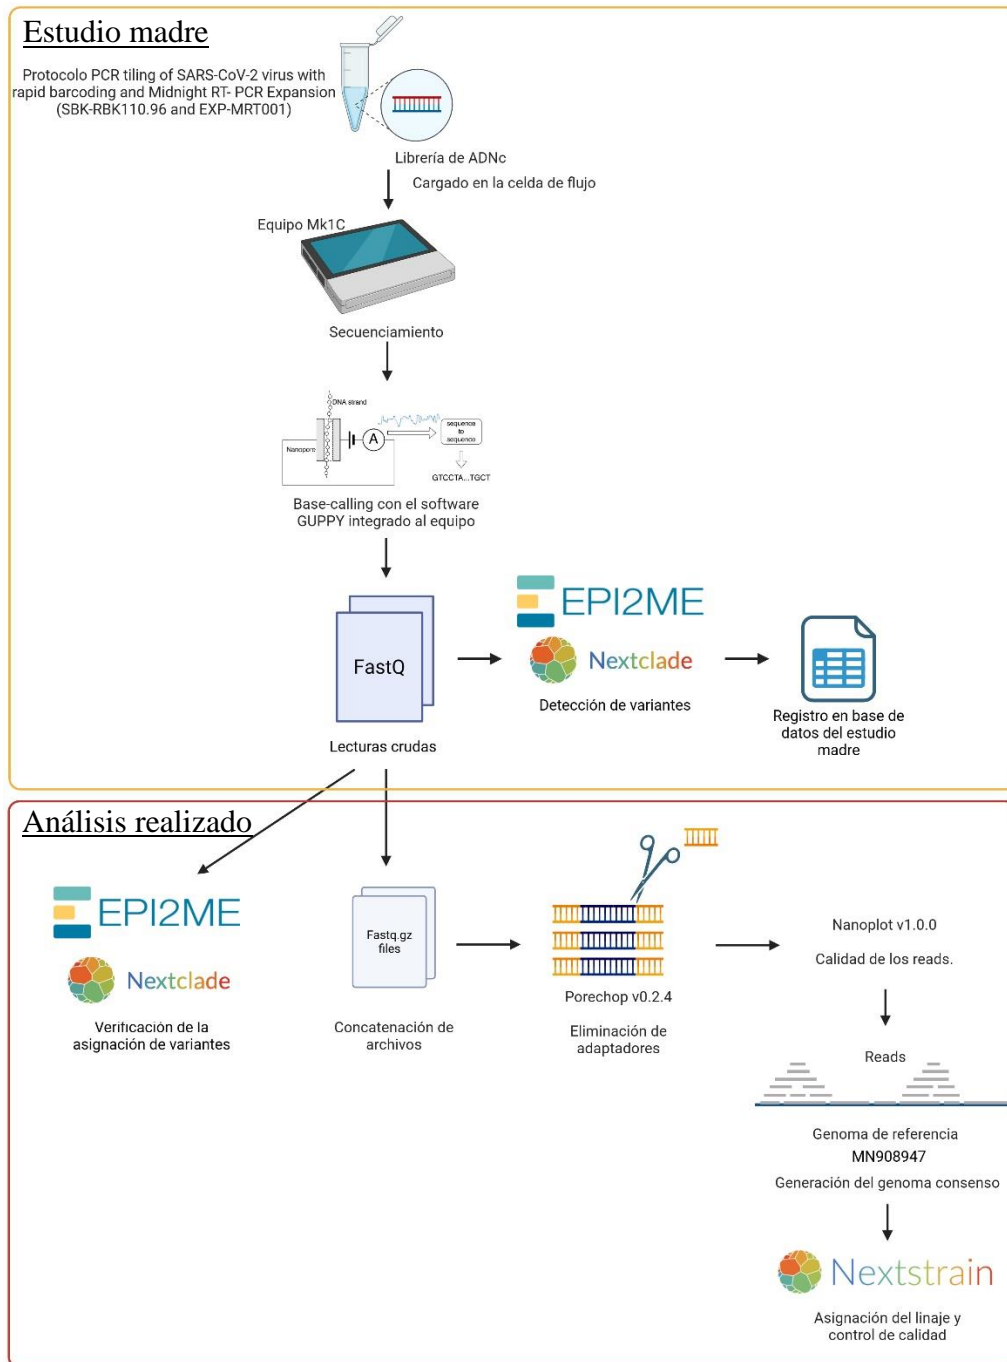 Estudio madre
Protocolo PCR tiling of SARS-CoV-2 virus with
rapid barcoding and Midnight RT- PCR Expansion
(SBK-RBK110.96 and EXP-MRT001)
Librería de ADNc
Cargado en la celda de flujo
Equipo Mk1C
Secuenciamiento
DNA strand
Nanopore
A
sequence
to
sequence
GTCCTA...TGCT
Base-calling con el software
GUPPY integrado al equipo
FastQ
Lecturas crudas
EPI2ME
Nextclade
Detección de variantes
Registro en base de
datos del estudio
madre
Análisis realizado
EPI2ME
Nextclade
Verificación de la
asignación de variantes
Fastq.gz
files
Concatenación de
archivos
Porechop v0.2.4
Eliminación de
adaptadores
Nanoplot v1.0.0
Calidad de los reads.
Reads
Genoma de referencia
MN908947
Generación del genoma consenso
Nextstrain
Asignación del linaje y
control de calidad